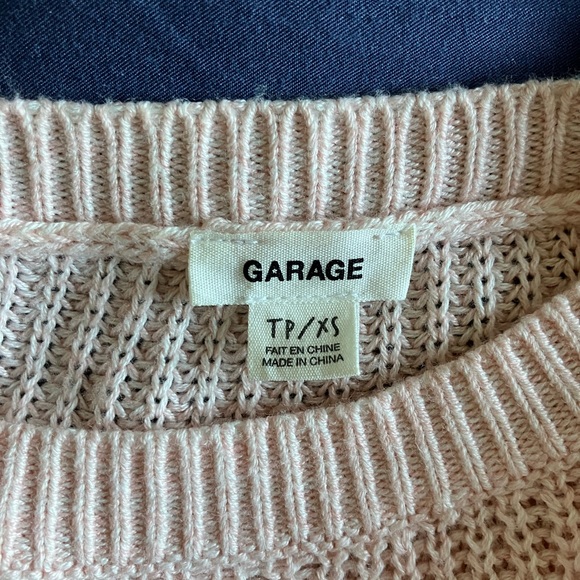 GARAGE
TP/XS
FAIT EN CHINE
MADE IN CHINA